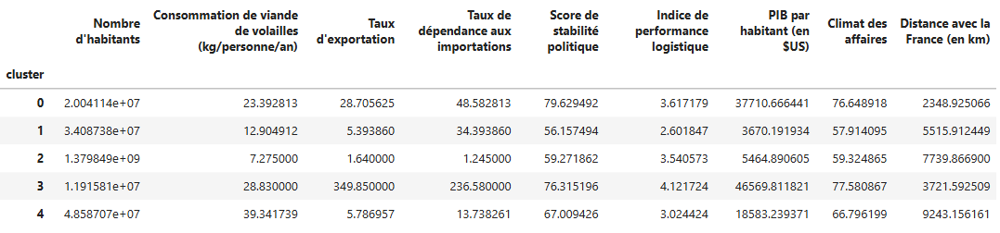 Nombre d'habitants Consommation de viande de volailles (kg/personne/an) Taux d'exportation Taux de dépendance aux importations Score de stabilité politique Indice de performance logistique PIB par habitant (en $US) Climat des affaires Distance avec la France (en km)
cluster
0 2.004114e+07 23.392813 28.705625 48.582813 79.629492 3.617179 37710.666441 76.648918 2348.925066
1 3.408738e+07 12.904912 5.393860 34.393860 56.157494 2.601847 3670.191934 57.914095 5515.912449
2 1.379849e+09 7.275000 1.640000 1.245000 59.271862 3.540573 5464.890605 59.324865 7739.866900
3 1.191581e+07 28.830000 349.850000 236.580000 76.315196 4.121724 46569.811821 77.580867 3721.592509
4 4.858707e+07 39.341739 5.786957 13.738261 67.009426 3.024424 18583.239371 66.796199 9243.156161